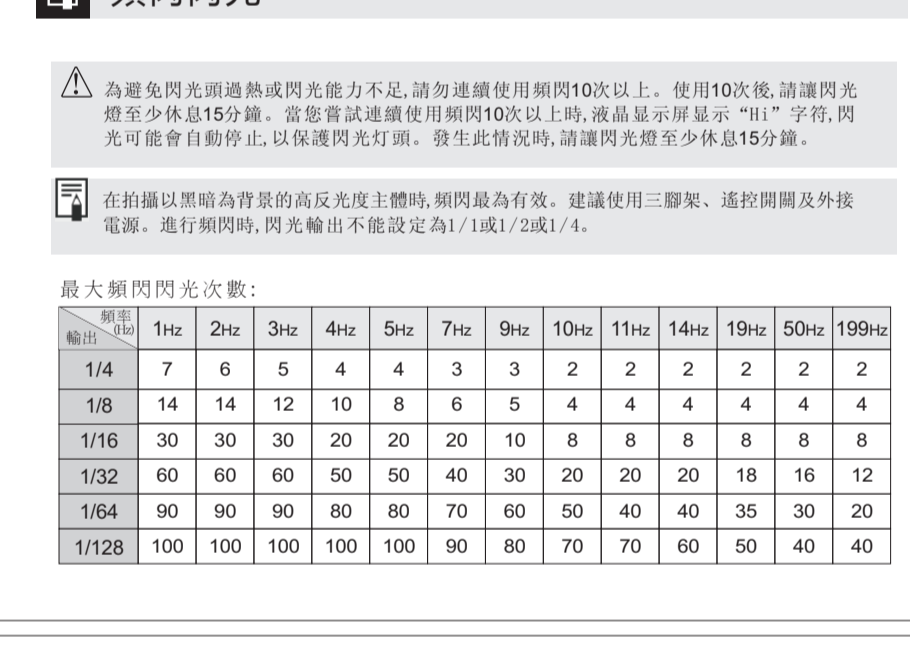 為避免閃光頭過熱或閃光能力不足,請勿連續使用頻閃10次以上。使用10次後,請讓閃光
燈至少休息15分鐘。當您嘗試連續使用頻閃10次以上時,液晶显示屏显示“Hi”字符,閃
光可能會自動停止,以保護閃光灯頭。發生此情況時,請讓閃光燈至少休息15分鐘。
在拍攝以黑暗為背景的高反光度主體時,頻閃最為有效。建議使用三腳架、遙控開關及外接
電源。進行頻閃時,閃光輸出不能設定為1/1或1/2或1/4。
最大頻閃閃光次數:
頻率(Hz) 輸出 1Hz 2Hz 3Hz 4Hz 5Hz 7Hz 9Hz 10Hz 11Hz 14Hz 19Hz 50Hz 199Hz
1/4 7 6 5 4 4 3 3 2 2 2 2 2 2
1/8 14 14 12 10 8 6 5 4 4 4 4 4 4
1/16 30 30 30 20 20 20 10 8 8 8 8 8 8
1/32 60 60 60 50 50 40 30 20 20 20 18 16 12
1/64 90 90 90 80 80 70 60 50 40 40 35 30 20
1/128 100 100 100 100 100 90 80 70 70 60 50 40 40